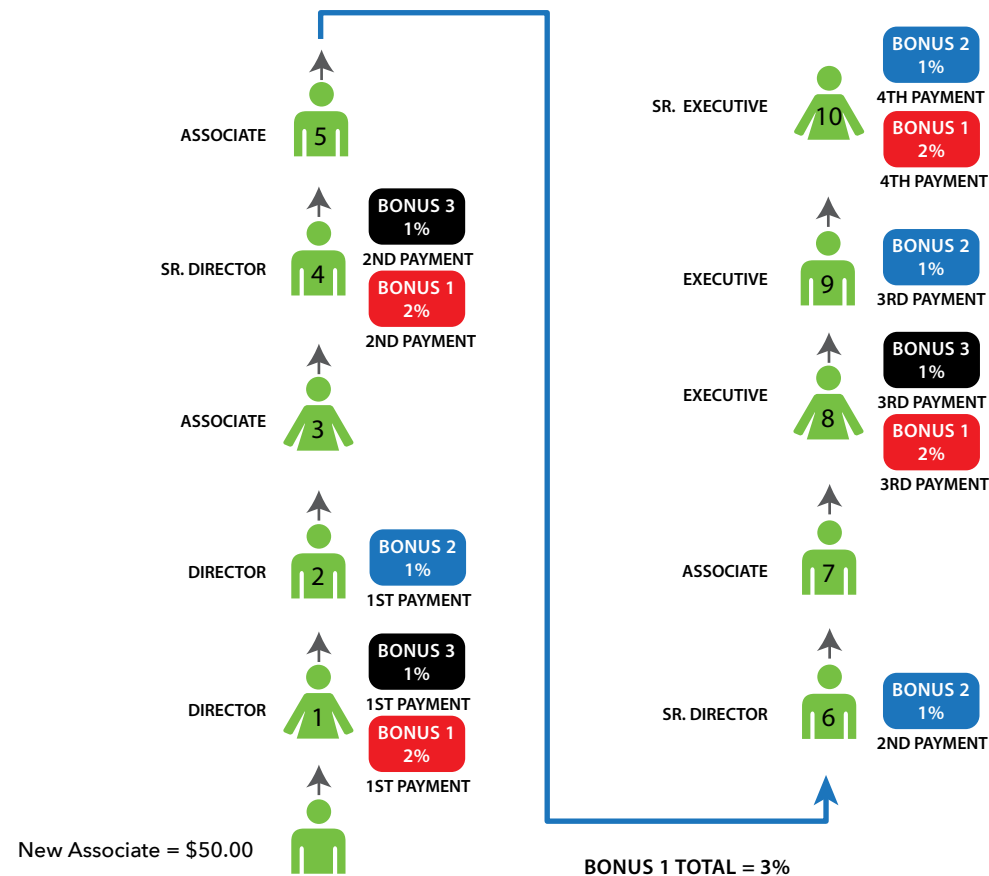 ASSOCIATE
5
SR. DIRECTOR
4
BONUS 3
1%
2ND PAYMENT
BONUS 1
2%
2ND PAYMENT
ASSOCIATE
3
DIRECTOR
2
BONUS 2
1%
1ST PAYMENT
DIRECTOR
1
BONUS 3
1%
1ST PAYMENT
BONUS 1
2%
1ST PAYMENT
New Associate = $50.00
SR. EXECUTIVE
10
BONUS 2
1%
4TH PAYMENT
BONUS 1
2%
4TH PAYMENT
EXECUTIVE
9
BONUS 2
1%
3RD PAYMENT
EXECUTIVE
8
BONUS 3
1%
3RD PAYMENT
BONUS 1
2%
3RD PAYMENT
ASSOCIATE
7
SR. DIRECTOR
6
BONUS 2
1%
2ND PAYMENT
BONUS 1 TOTAL = 3%